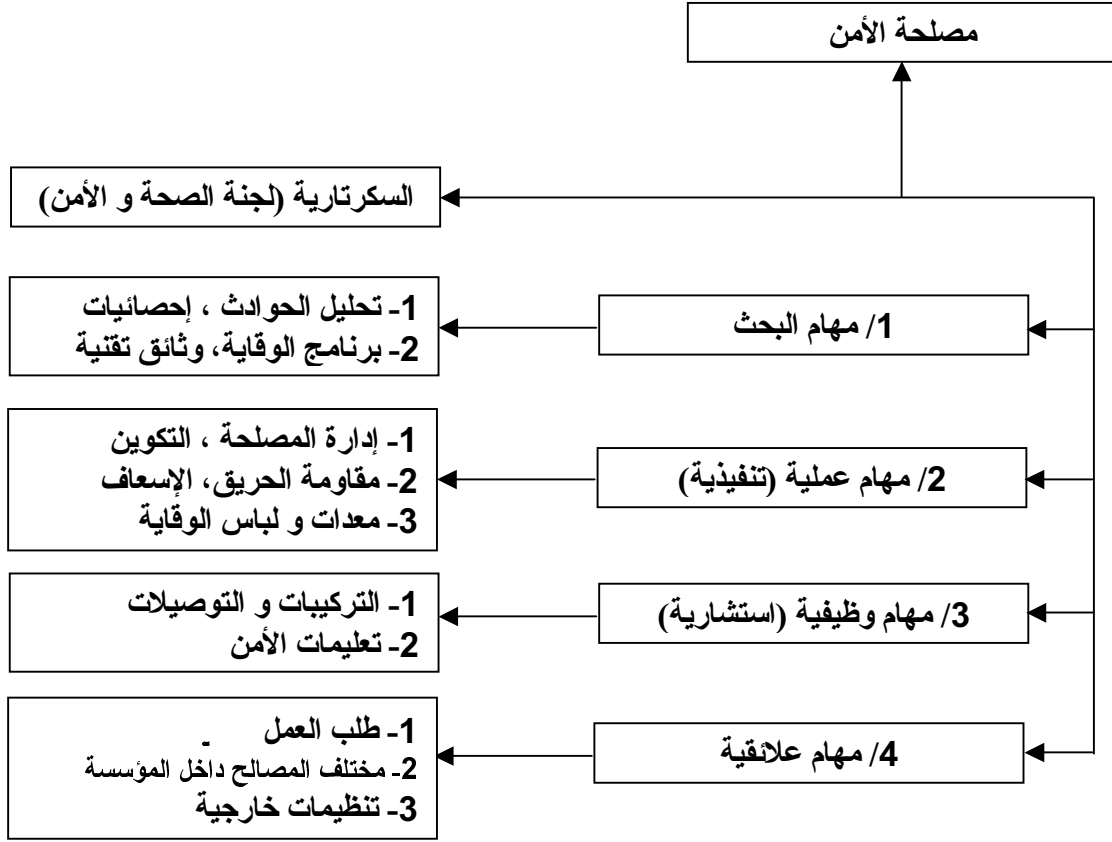 مصلحة الأمن
السكرتارية (لجنة الصحة و الأمن)
1/ مهام البحث
1- تحليل الحوادث ، إحصائيات
2- برنامج الوقاية، وثائق تقنية
2/ مهام عملية (تنفيذية)
1- إدارة المصلحة ، التكوين
2- مقاومة الحريق، الإسعاف
3- معدات و لباس الوقاية
3/ مهام وظيفية (استشارية)
1- التركيبات و التوصيلات
2- تعليمات الأمن
4/ مهام علائقية
1- طلب العمل
2- مختلف المصالح داخل المؤسسة
3- تنظيمات خارجية